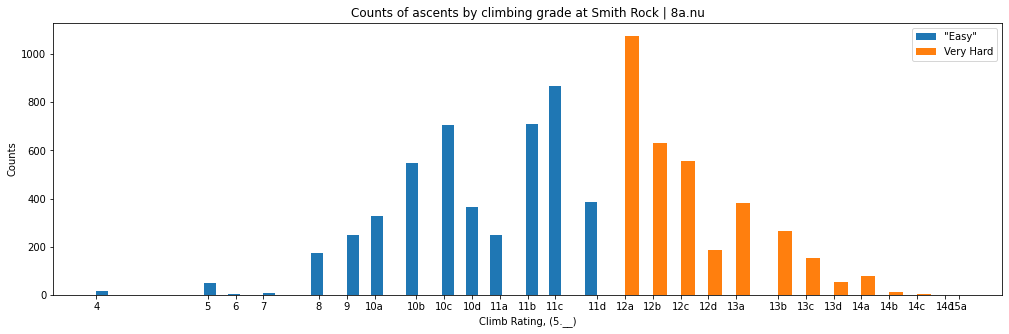 Counts of ascents by climbing grade at Smith Rock | 8a.nu
"Easy"
Very Hard
Counts
1000
800
600
400
200
0
4 5 6 7 8 9 10a 10b 10c 10d 11a 11b 11c 11d 12a 12b 12c 12d 13a 13b 13c 13d 14a 14b 14c 14d 15a
Climb Rating, (5.__)